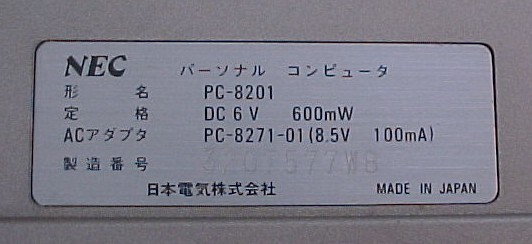 NEC パーソナル コンピュータ
形名 PC-8201
定格 DC 6 V 600mW
ACアダプタ PC-8271-01(8.5V 100mA)
製造番号
日本電気株式会社 MADE IN JAPAN